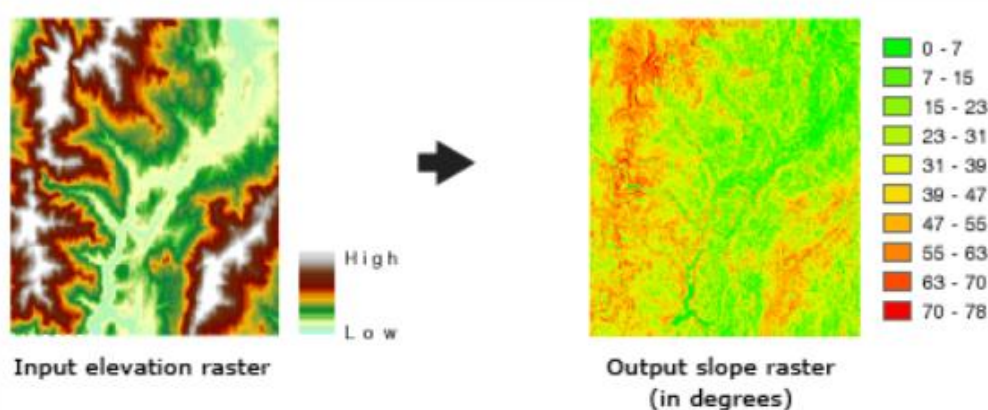 High
Low
Input elevation raster
Output slope raster
(in degrees)
0 - 7
7 - 15
15 - 23
23 - 31
31 - 39
39 - 47
47 - 55
55 - 63
63 - 70
70 - 78